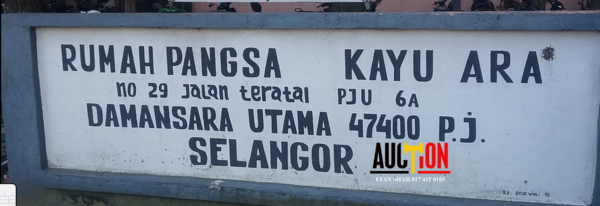 RUMAH PANGSA KAYU ARA
no 29 Jalan teratai PJU 6A
DAMANSARA UTAMA 47400 P.J.
SELANGOR
AUCTION